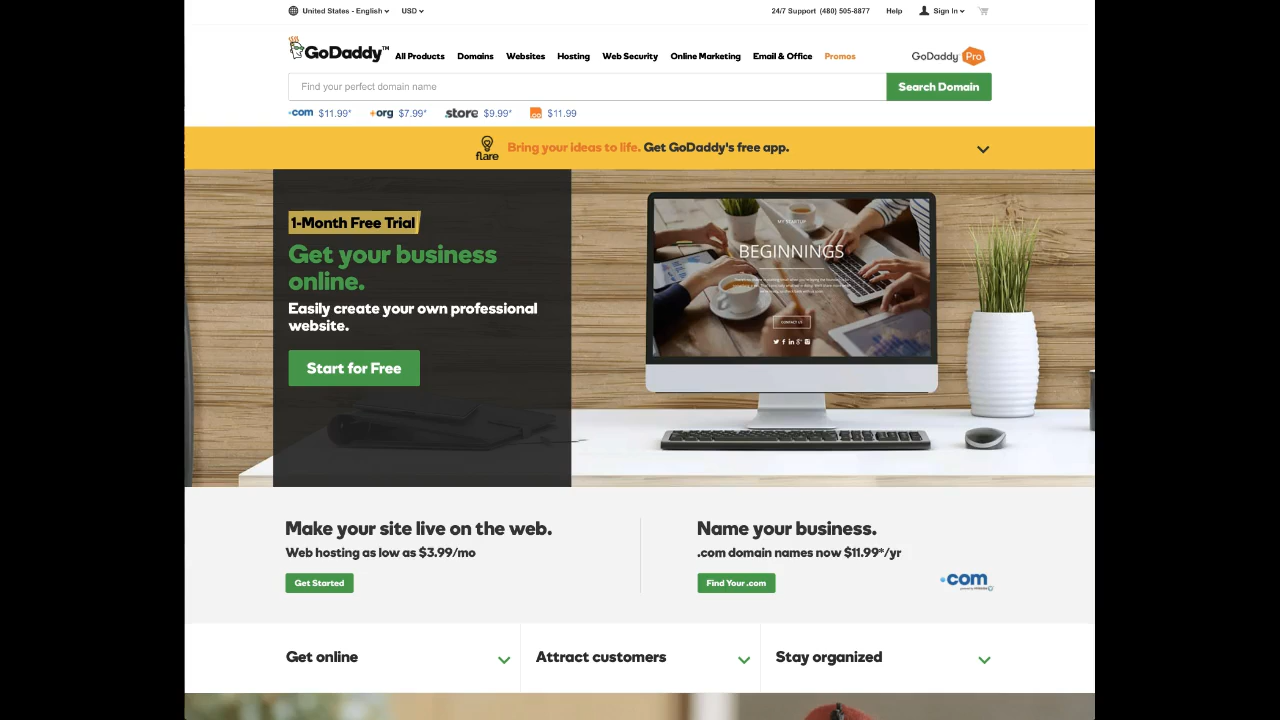 United States - English USD 24/7 Support (480) 505-8877 Help Sign In
GoDaddy™ All Products Domains Websites Hosting Web Security Online Marketing Email & Office Promos GoDaddy Pro
Find your perfect domain name Search Domain
.com $11.99* .org $7.99* .store $9.99* $11.99
flare Bring your ideas to life. Get GoDaddy's free app.
1-Month Free Trial
Get your business
online.
Easily create your own professional
website.
Start for Free
MY STARTUP
BEGINNINGS
CONTACT US
Make your site live on the web.
Web hosting as low as $3.99/mo
Get Started
Name your business.
.com domain names now $11.99*/yr
Find Your .com
.com
Get online Attract customers Stay organized